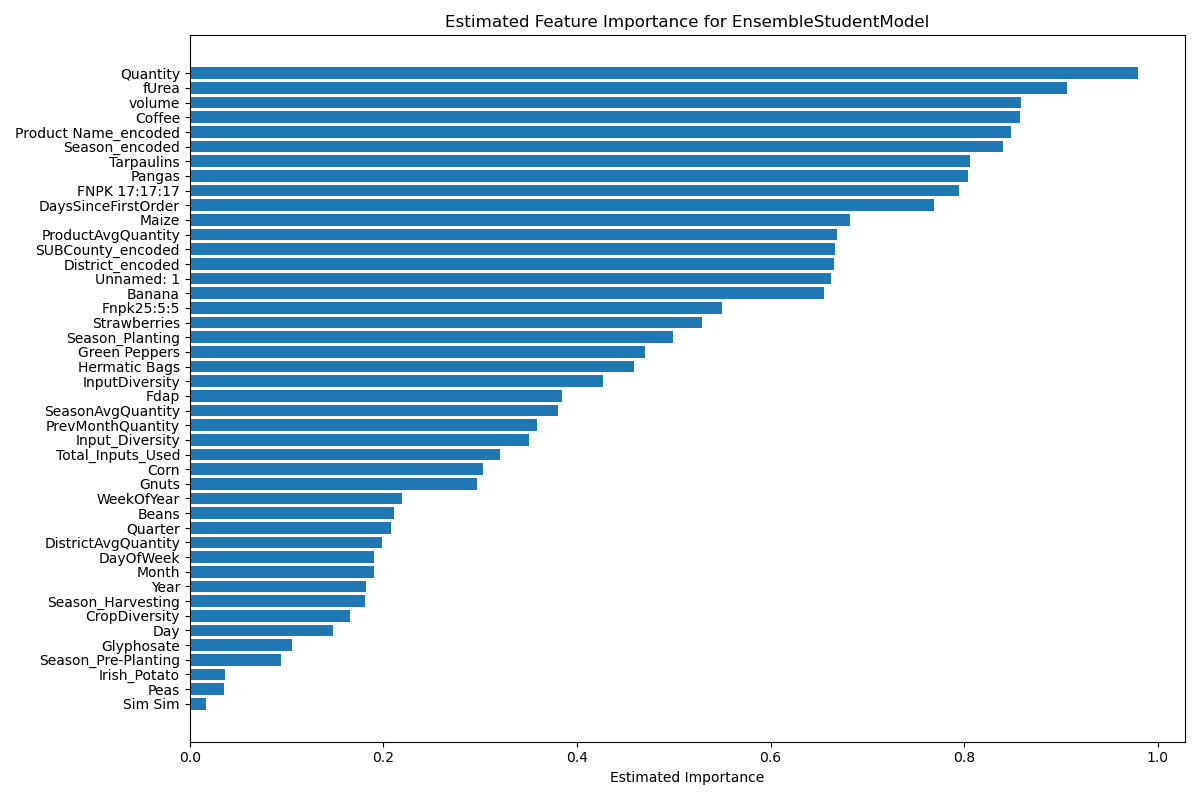 Estimated Feature Importance for EnsembleStudentModel
Quantity
fUrea
volume
Coffee
Product Name_encoded
Season_encoded
Tarpaulins
Pangas
FNPK 17:17:17
DaysSinceFirstOrder
Maize
ProductAvgQuantity
SUBCounty_encoded
District_encoded
Unnamed: 1
Banana
Fnpk25:5:5
Strawberries
Season_Planting
Green Peppers
Hermatic Bags
InputDiversity
Fdap
SeasonAvgQuantity
PrevMonthQuantity
Input_Diversity
Total_Inputs_Used
Corn
Gnuts
WeekOfYear
Beans
Quarter
DistrictAvgQuantity
DayOfWeek
Month
Year
Season_Harvesting
CropDiversity
Day
Glyphosate
Season_Pre-Planting
Irish_Potato
Peas
Sim Sim
0.0 0.2 0.4 0.6 0.8 1.0
Estimated Importance